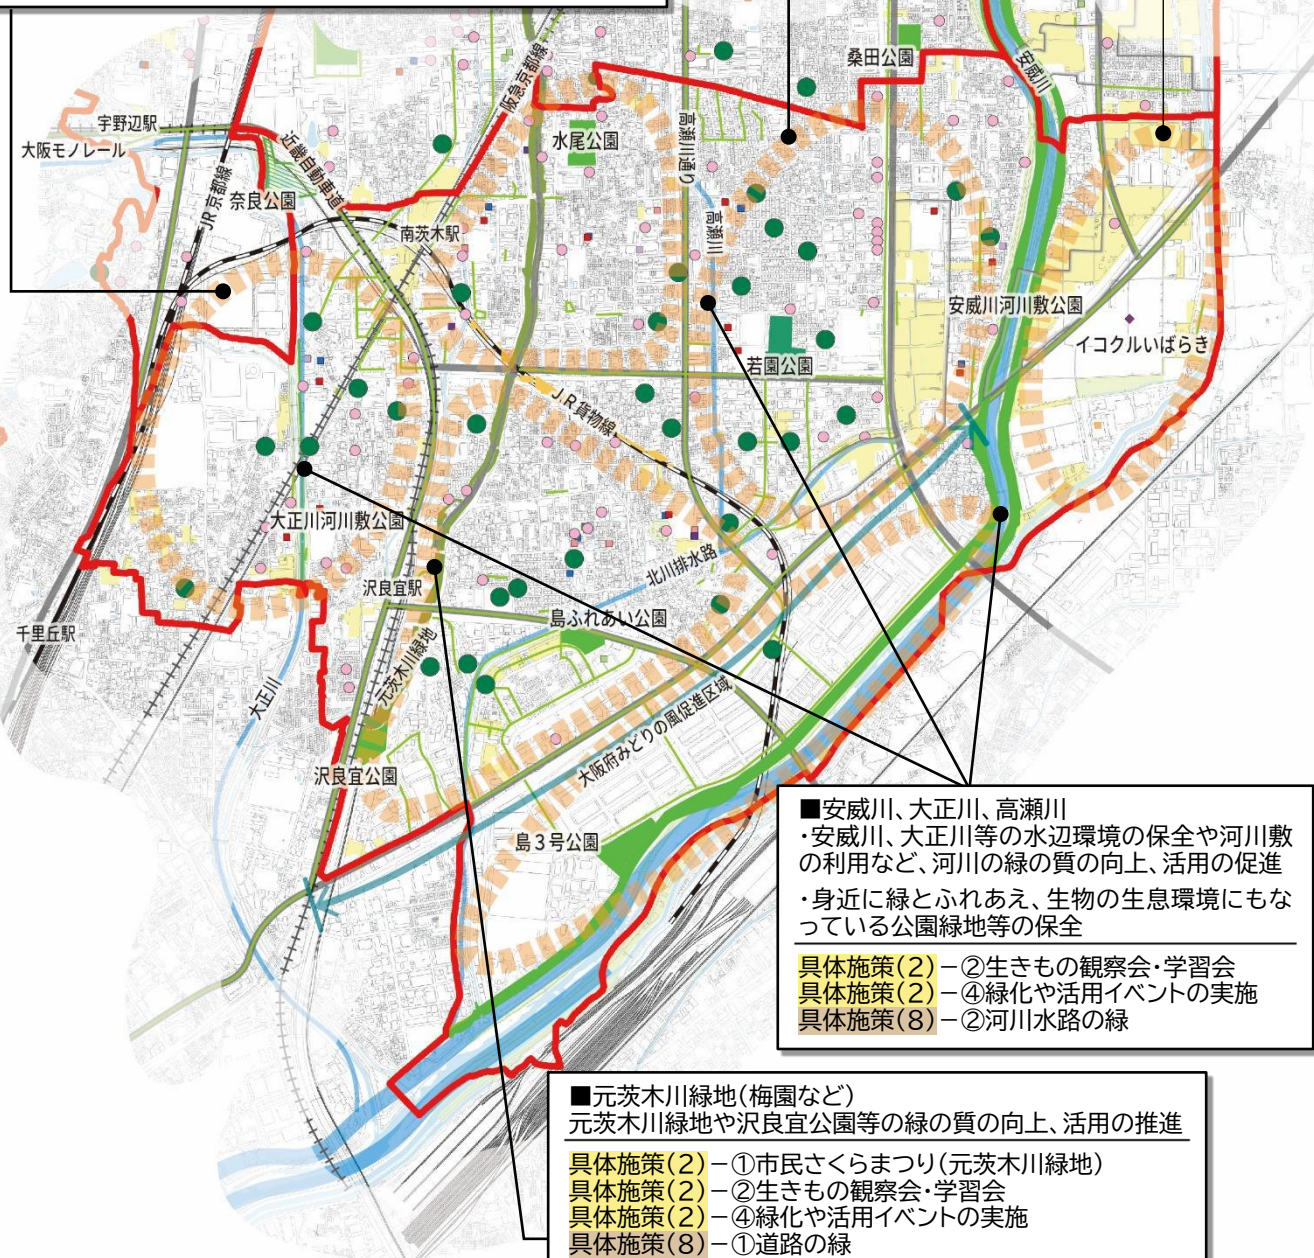 桑田公園
安威川
阪急京都線
宇野辺駅
大阪モノレール
近畿自動車道
水尾公園
高瀬川通り
JR京都線
奈良公園
高瀬川
南茨木駅
安威川河川敷公園
イコクルいばらき
若園公園
JR貨物線
大正川河川敷公園
北川排水路
沢良宜駅
島ふれあい公園
千里丘駅
元茨木川緑地
大正川
大阪府みどりの風促進区域
沢良宜公園
島3号公園
■安威川、大正川、高瀬川
・安威川、大正川等の水辺環境の保全や河川敷
の利用など、河川の緑の質の向上、活用の促進
・身近に緑とふれあえ、生物の生息環境にもな
っている公園緑地等の保全
具体施策(2)－②生きもの観察会・学習会
具体施策(2)－④緑化や活用イベントの実施
具体施策(8)－②河川水路の緑
■元茨木川緑地(梅園など)
元茨木川緑地や沢良宜公園等の緑の質の向上、活用の推進
具体施策(2)－①市民さくらまつり(元茨木川緑地)
具体施策(2)－②生きもの観察会・学習会
具体施策(2)－④緑化や活用イベントの実施
具体施策(8)－①道路の緑